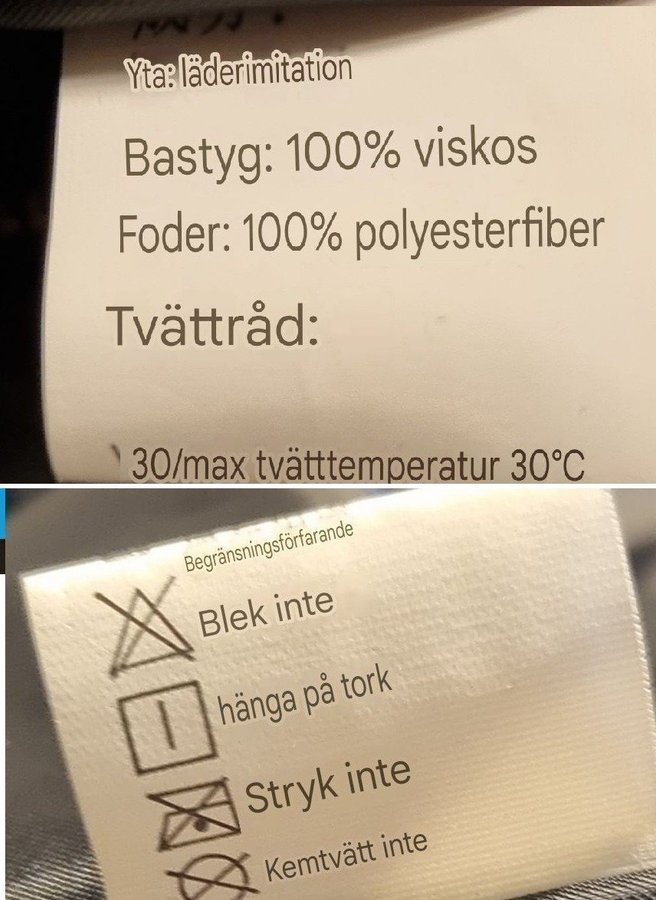 Yta: läderimitation
Bastyg: 100% viskos
Foder: 100% polyesterfiber
Tvättråd:
30/max tvätttemperatur 30°C
Begränsningsförfarande
Blek inte
hänga på tork
Stryk inte
Kemtvätt inte